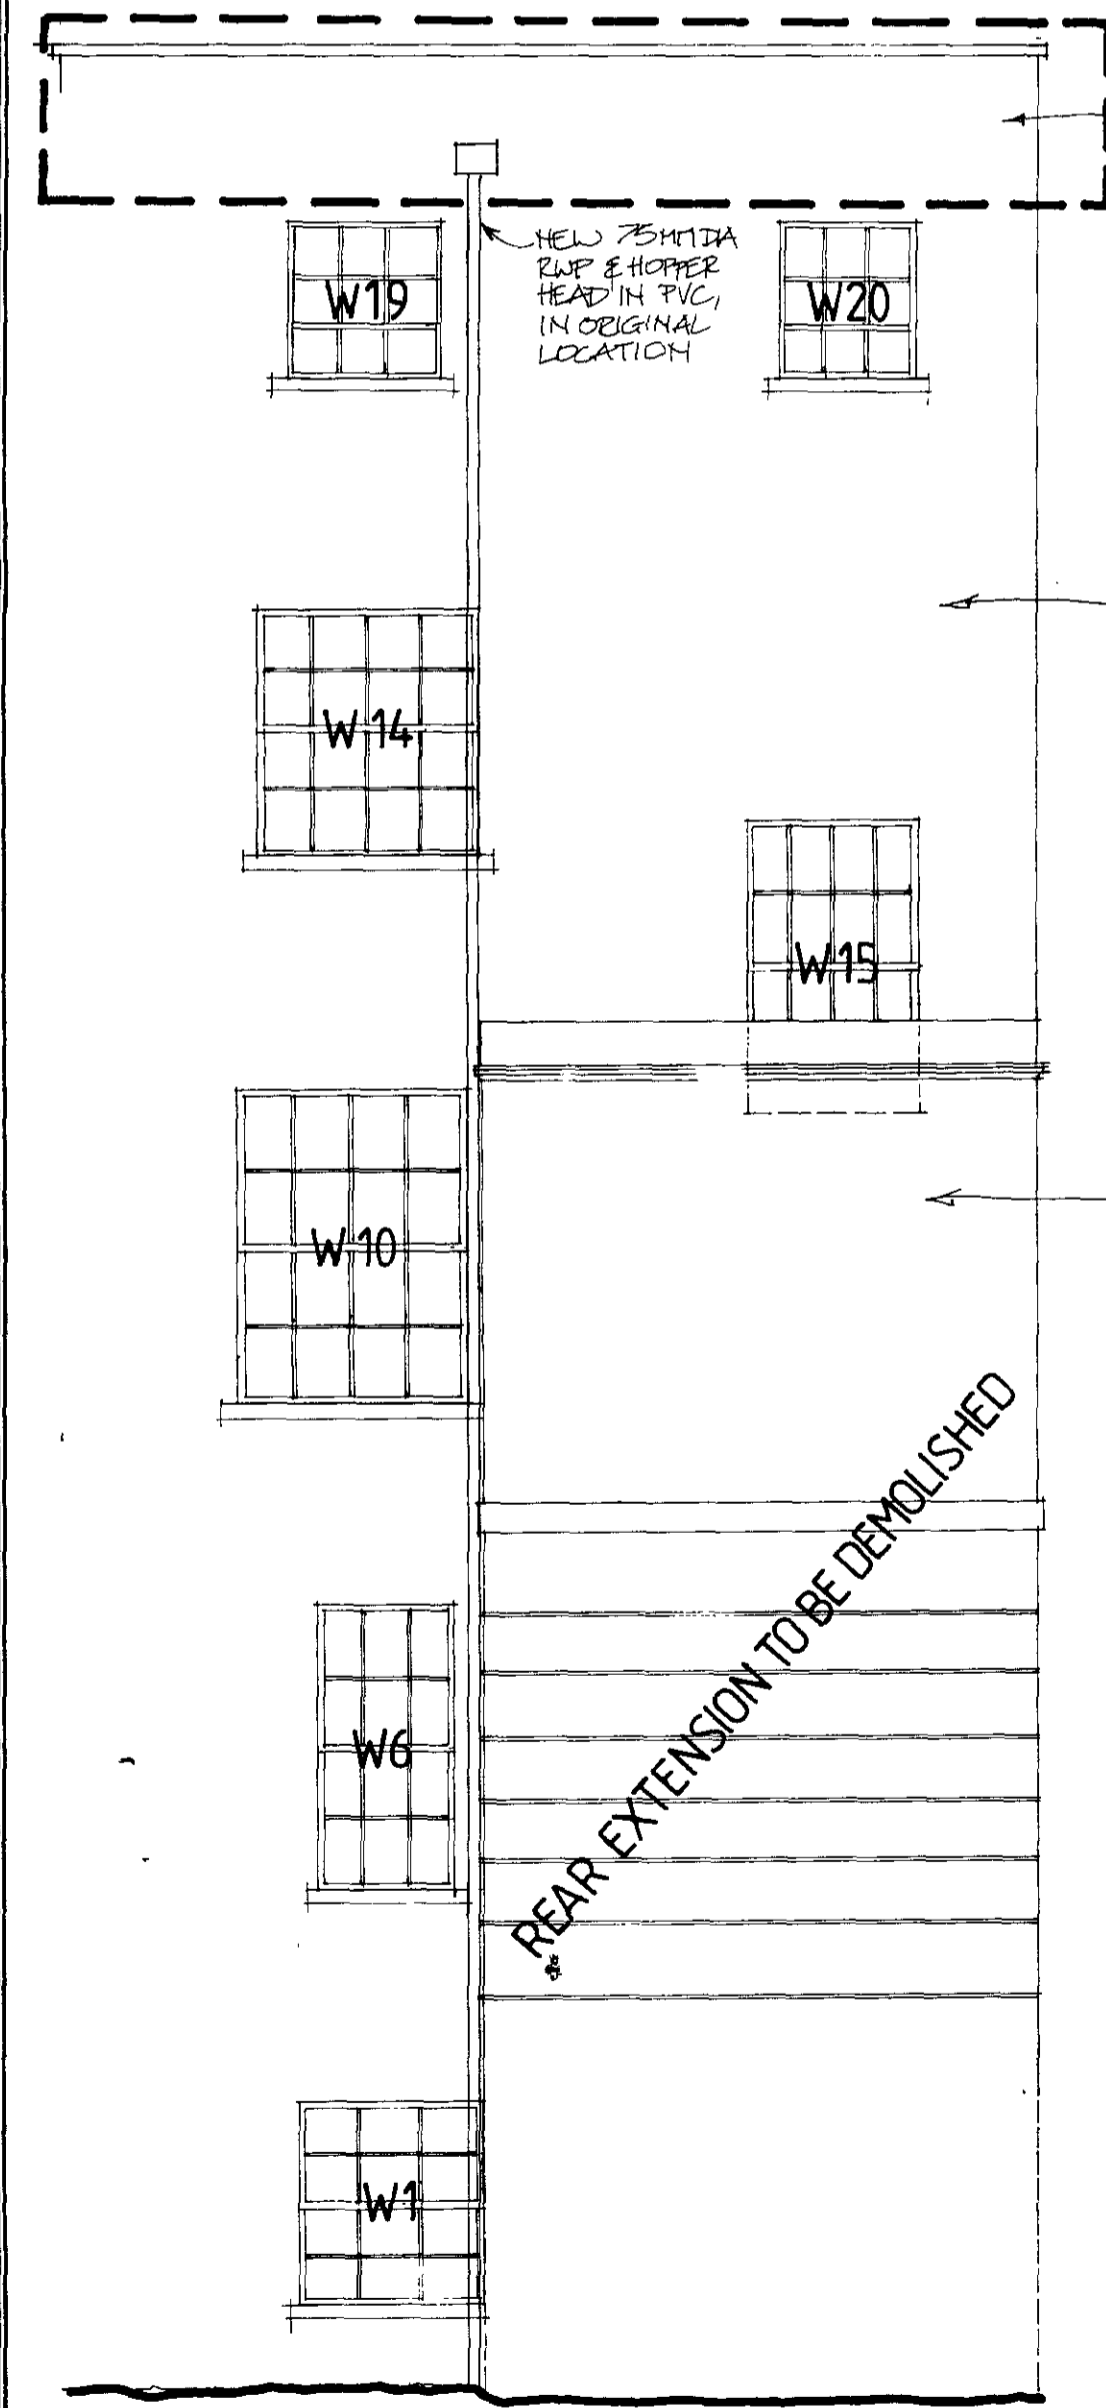 NEW 75MM DIA
RWP & HOPPER
HEAD IN PVC,
IN ORIGINAL
LOCATION
W19
W20
W14
W15
W10
REAR EXTENSION TO BE DEMOLISHED
W6
W1